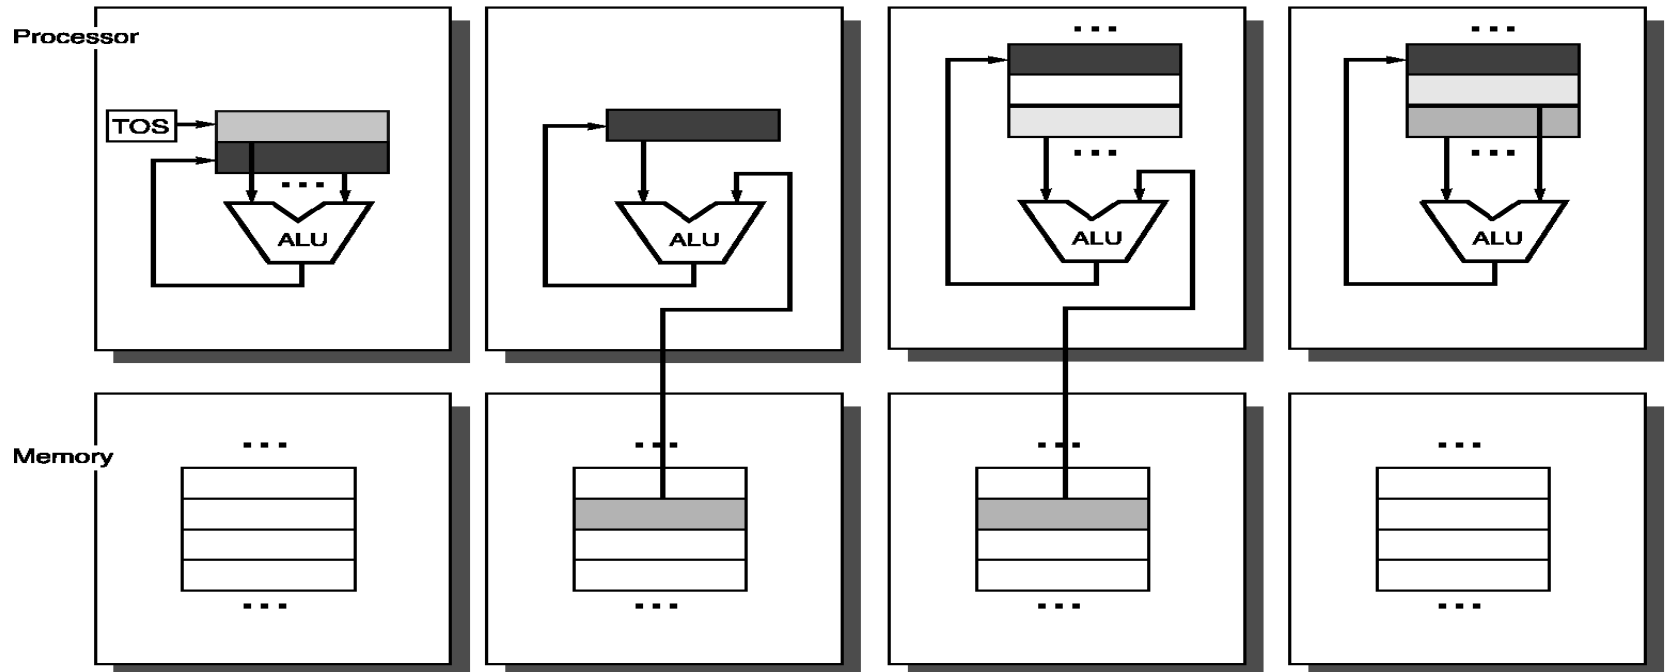 Processor
TOS
ALU
ALU
ALU
ALU
Memory